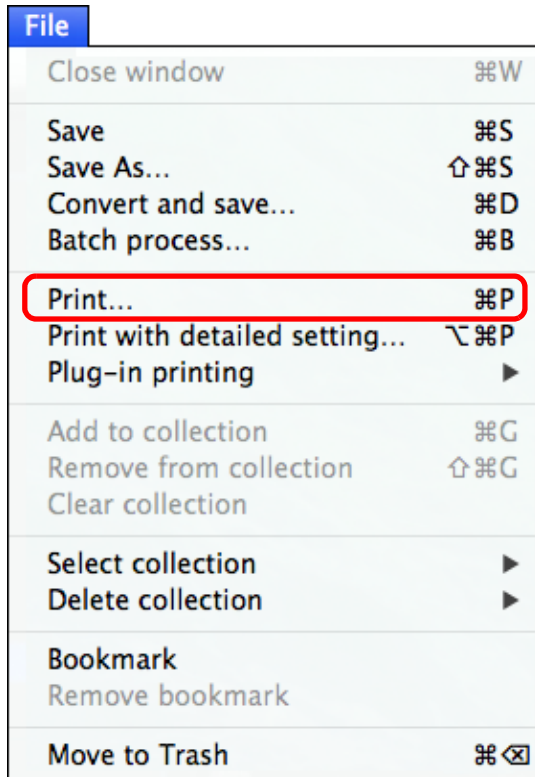 File
Close window ⌘W
Save ⌘S
Save As... ⇧⌘S
Convert and save... ⌘D
Batch process... ⌘B
Print... ⌘P
Print with detailed setting... ⌥⌘P
Plug-in printing ▶
Add to collection ⌘G
Remove from collection ⇧⌘G
Clear collection
Select collection ▶
Delete collection ▶
Bookmark
Remove bookmark
Move to Trash ⌘⌫